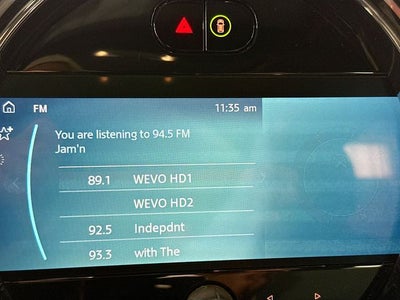 FM 11:35 am
You are listening to 94.5 FM
Jam'n
89.1 WEVO HD1
WEVO HD2
92.5 Indepdnt
93.3 with The